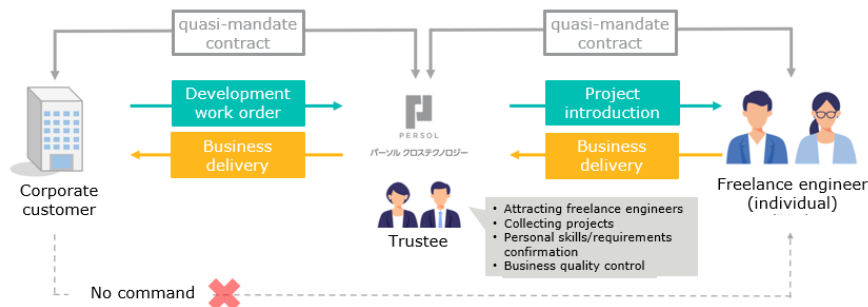 quasi-mandate
contract
quasi-mandate
contract
Development
work order
Project
introduction
PERSOL
パーソル クロステクノロジー
Business
delivery
Business
delivery
Corporate
customer
Freelance engineer
(individual)
Trustee
• Attracting freelance engineers
• Collecting projects
• Personal skills/requirements
confirmation
• Business quality control
No command